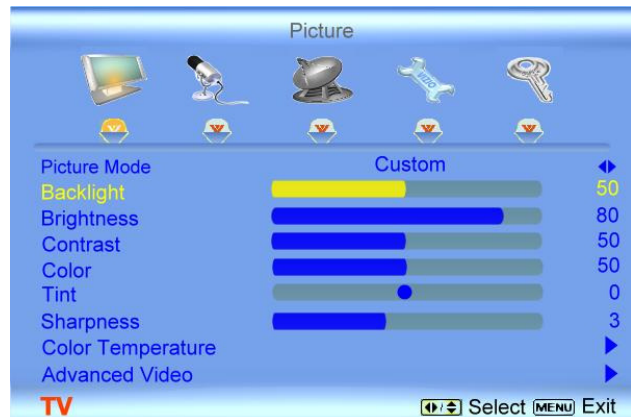 Picture
VIZIO
Picture Mode Custom
Backlight 50
Brightness 80
Contrast 50
Color 50
Tint 0
Sharpness 3
Color Temperature
Advanced Video
TV Select MENU Exit